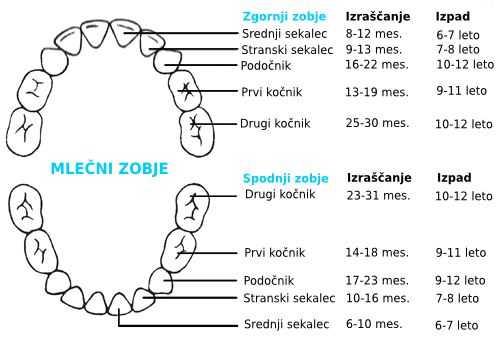 Zgornji zobje Izraščanje Izpad
Srednji sekalec 8-12 mes. 6-7 leto
Stranski sekalec 9-13 mes. 7-8 leto
Podočnik 16-22 mes. 10-12 leto
Prvi kočnik 13-19 mes. 9-11 leto
Drugi kočnik 25-30 mes. 10-12 leto
MLEČNI ZOBJE
Spodnji zobje Izraščanje Izpad
Drugi kočnik 23-31 mes. 10-12 leto
Prvi kočnik 14-18 mes. 9-11 leto
Podočnik 17-23 mes. 9-12 leto
Stranski sekalec 10-16 mes. 7-8 leto
Srednji sekalec 6-10 mes. 6-7 leto